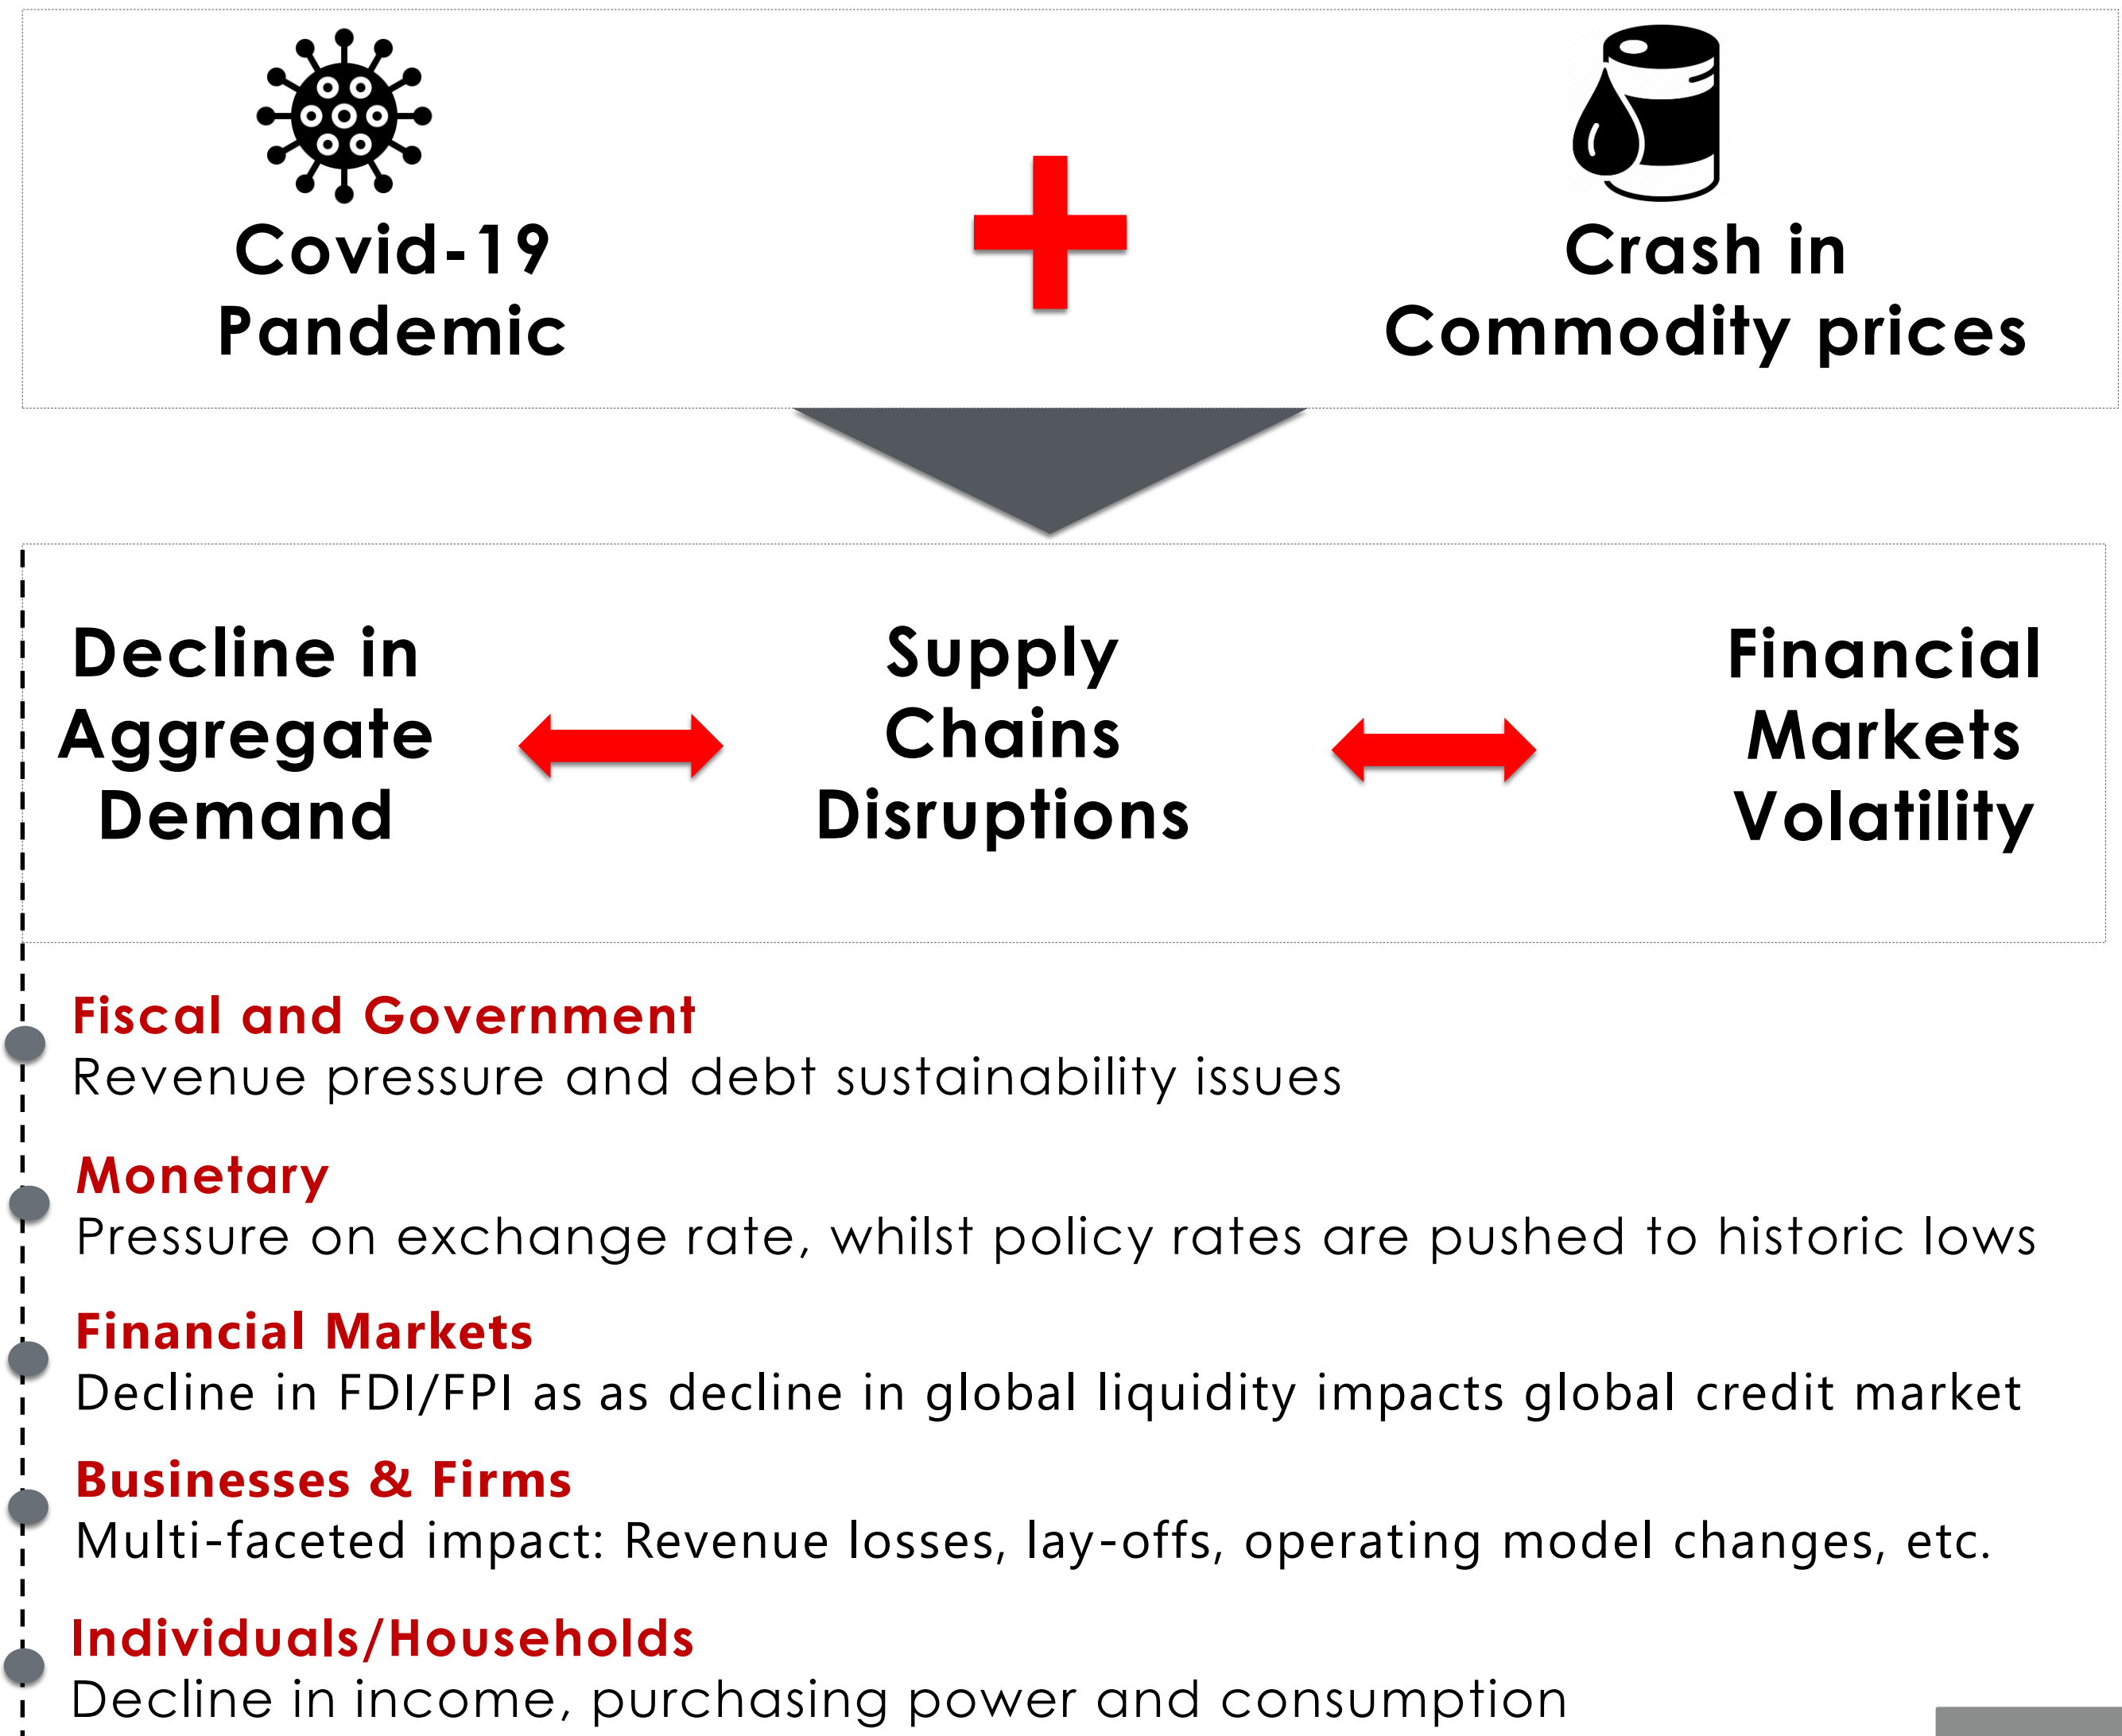 Covid-19
Pandemic
Crash in
Commodity prices
Decline in
Aggregate
Demand
Supply
Chains
Disruptions
Financial
Markets
Volatility
Fiscal and Government
Revenue pressure and debt sustainability issues
Monetary
Pressure on exchange rate, whilst policy rates are pushed to historic lows
Financial Markets
Decline in FDI/FPI as as decline in global liquidity impacts global credit market
Businesses & Firms
Multi-faceted impact: Revenue losses, lay-offs, operating model changes, etc.
Individuals/Households
Decline in income, purchasing power and consumption